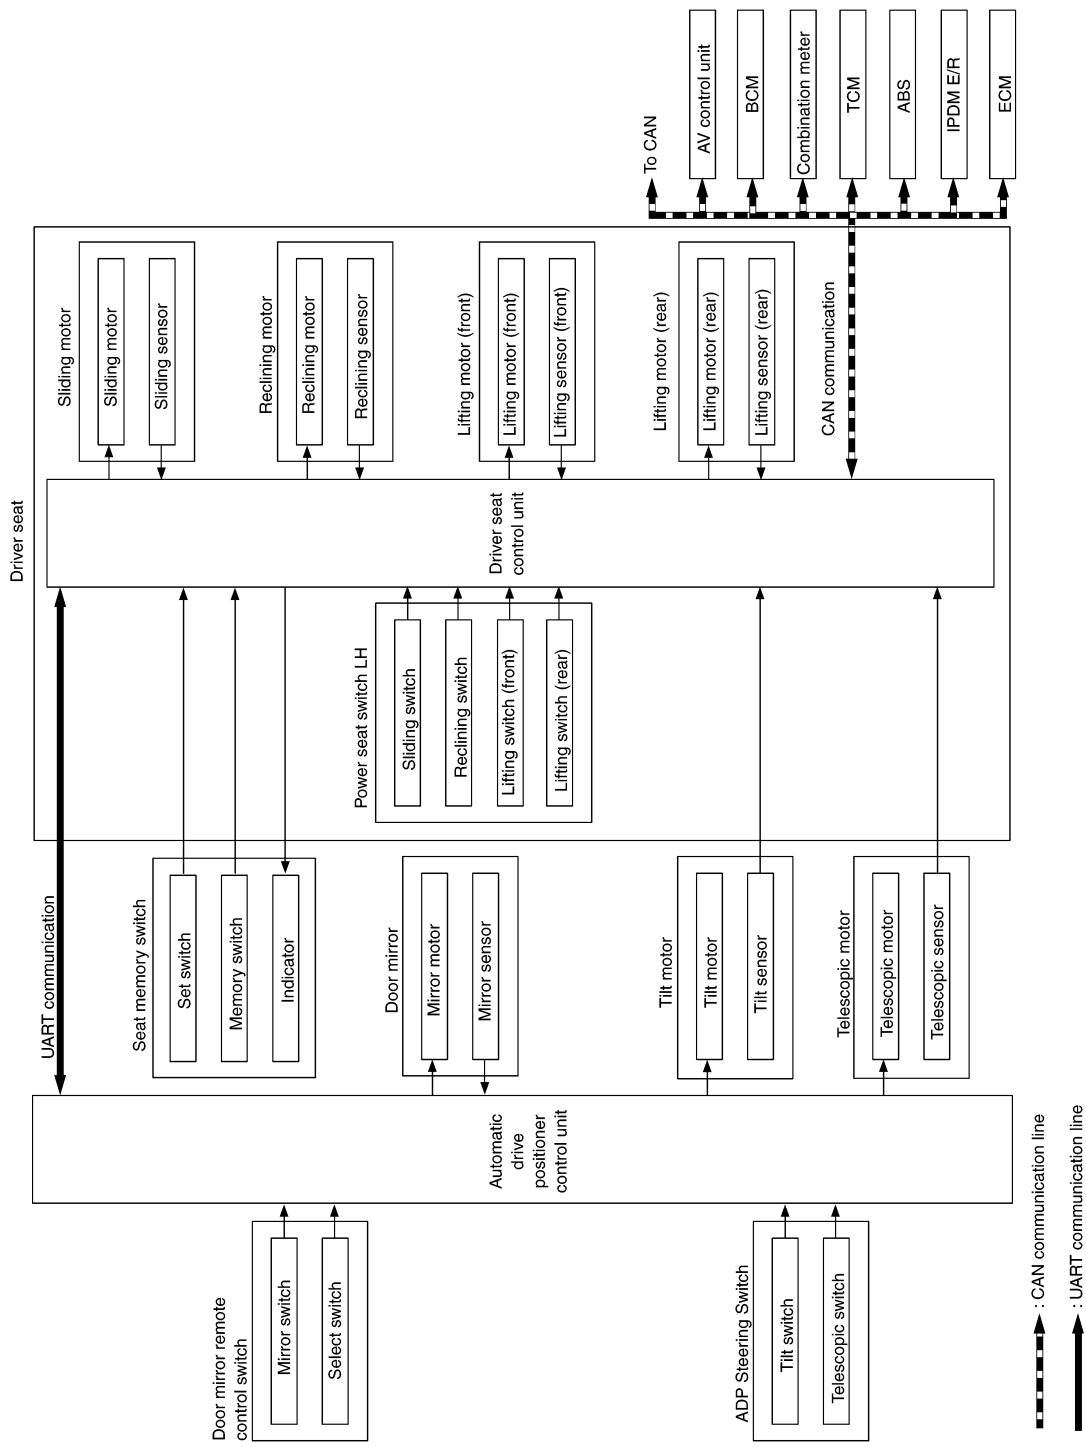 Door mirror remote
control switch
Mirror switch
Select switch
ADP Steering Switch
Tilt switch
Telescopic switch
Automatic
drive
positioner
control unit
UART communication
Seat memory switch
Set switch
Memory switch
Indicator
Door mirror
Mirror motor
Mirror sensor
Tilt motor
Tilt motor
Tilt sensor
Telescopic motor
Telescopic motor
Telescopic sensor
Driver seat
Power seat switch LH
Sliding switch
Reclining switch
Lifting switch (front)
Lifting switch (rear)
Driver seat
control unit
Sliding motor
Sliding motor
Sliding sensor
Reclining motor
Reclining motor
Reclining sensor
Lifting motor (front)
Lifting motor (front)
Lifting sensor (front)
Lifting motor (rear)
Lifting motor (rear)
Lifting sensor (rear)
CAN communication
To CAN
AV control unit
BCM
Combination meter
TCM
ABS
IPDM E/R
ECM
: CAN communication line
: UART communication line